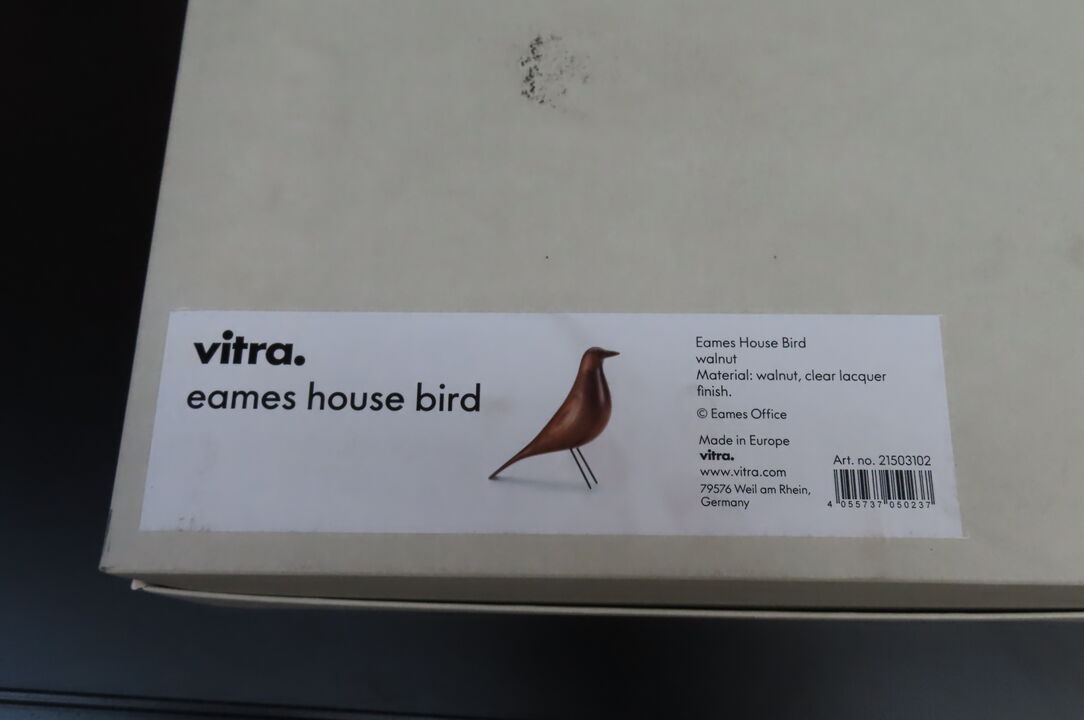 vitra.
eames house bird
Eames House Bird
walnut
Material: walnut, clear lacquer
finish.
© Eames Office
Made in Europe
vitra.
www.vitra.com
79576 Weil am Rhein,
Germany
Art. no. 21503102
4 055737 050237